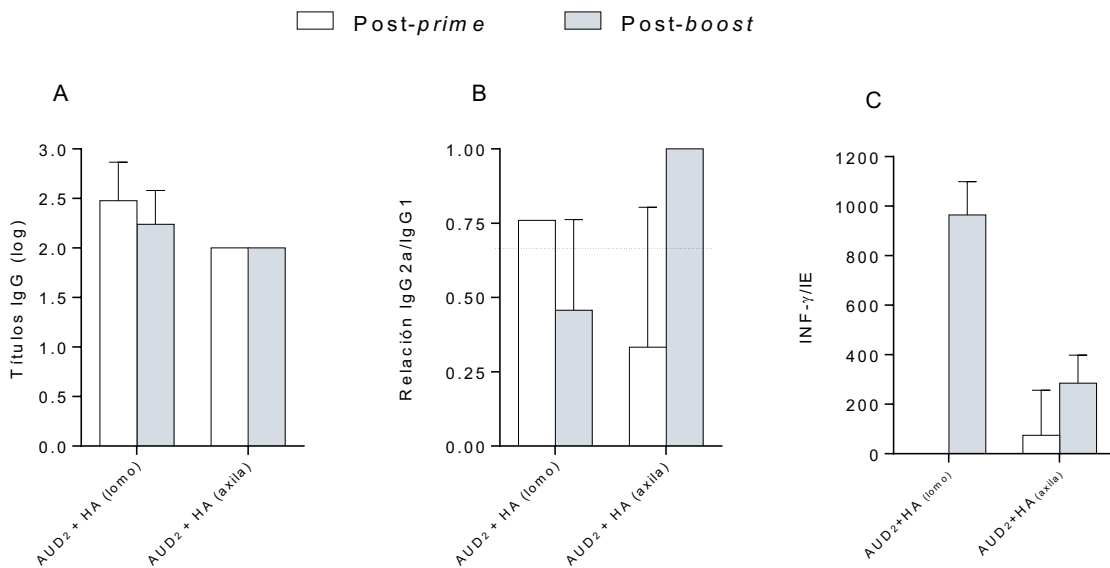 Post-prime Post-boost
A
B
C
Títulos IgG (log)
3.0
2.5
2.0
1.5
1.0
0.5
0.0
AUD2 + HA (lomo)
AUD2 + HA (axila)
Relación IgG2a/IgG1
1.00
0.75
0.50
0.25
0.00
AUD2 + HA (lomo)
AUD2 + HA (axila)
INF-γ/IE
1200
1000
800
600
400
200
0
AUD2+HA (lomo)
AUD2+HA (axila)